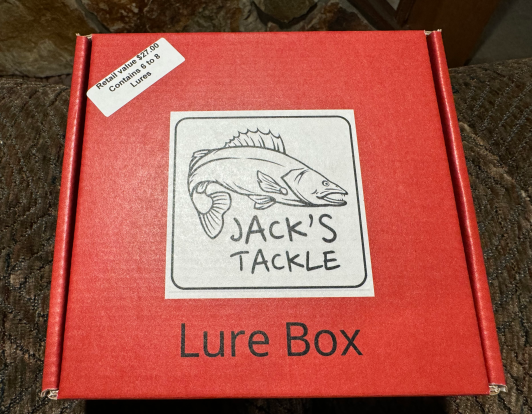 Retail value $27.00
Contains 6 to 8
Lures
JACK'S
TACKLE
Lure Box